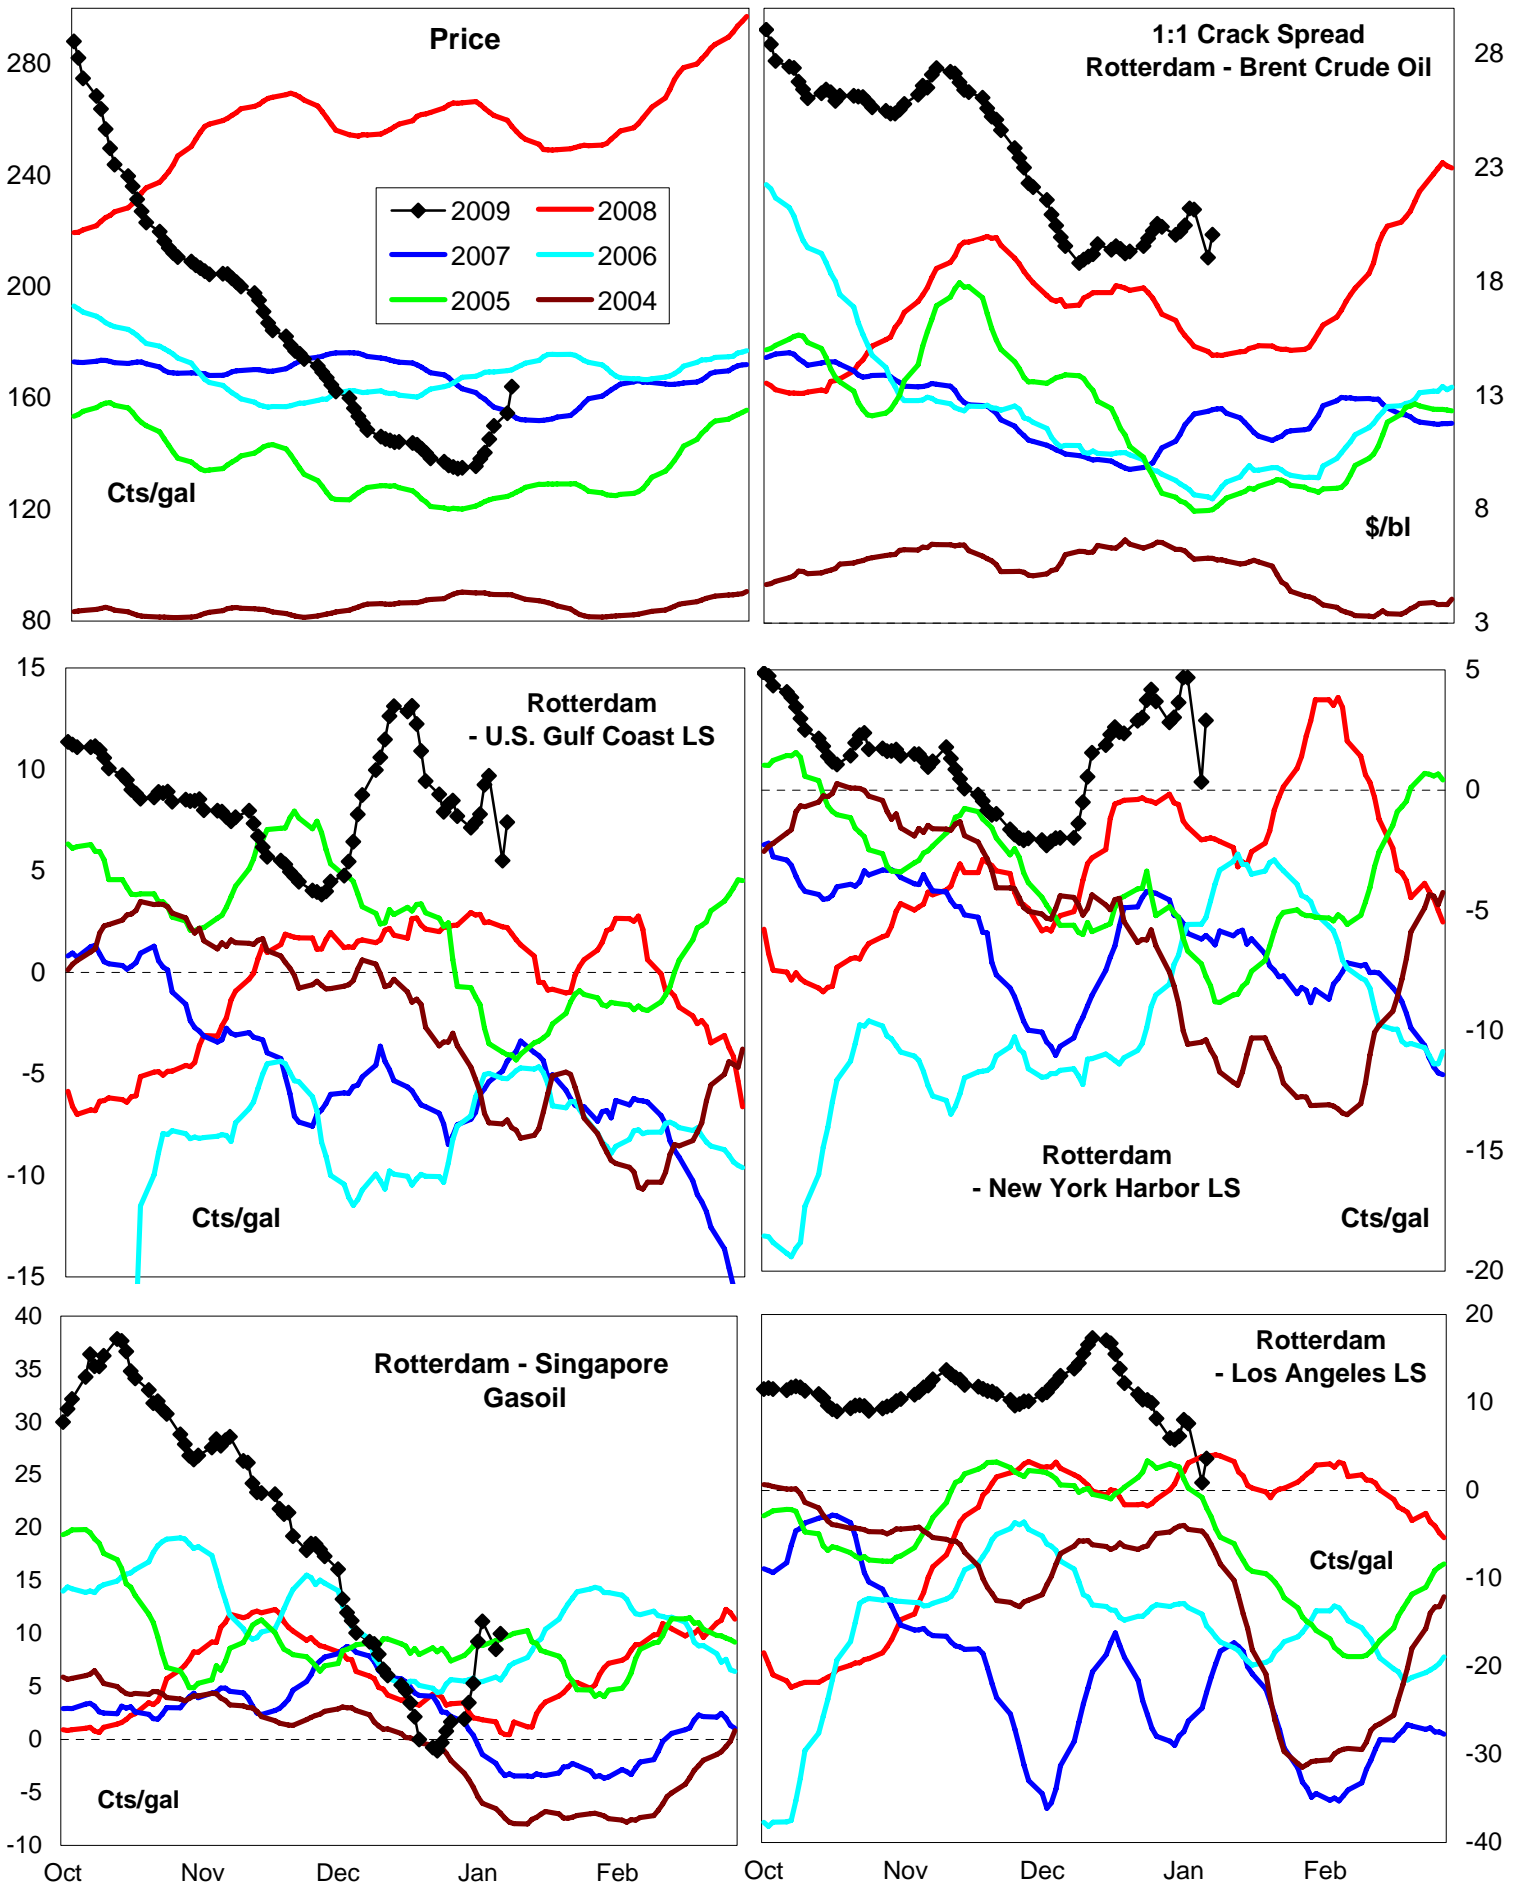 Price
280
240
200
160
120
80
2009 2008
2007 2006
2005 2004
Cts/gal
1:1 Crack Spread
Rotterdam - Brent Crude Oil
28
23
18
13
8
3
$/bl
15
10
5
0
-5
-10
-15
Rotterdam
- U.S. Gulf Coast LS
Cts/gal
5
0
-5
-10
-15
-20
Rotterdam
- New York Harbor LS
Cts/gal
40
35
30
25
20
15
10
5
0
-5
-10
Rotterdam - Singapore
Gasoil
Cts/gal
Oct Nov Dec Jan Feb
20
10
0
-10
-20
-30
-40
Rotterdam
- Los Angeles LS
Cts/gal
Oct Nov Dec Jan Feb